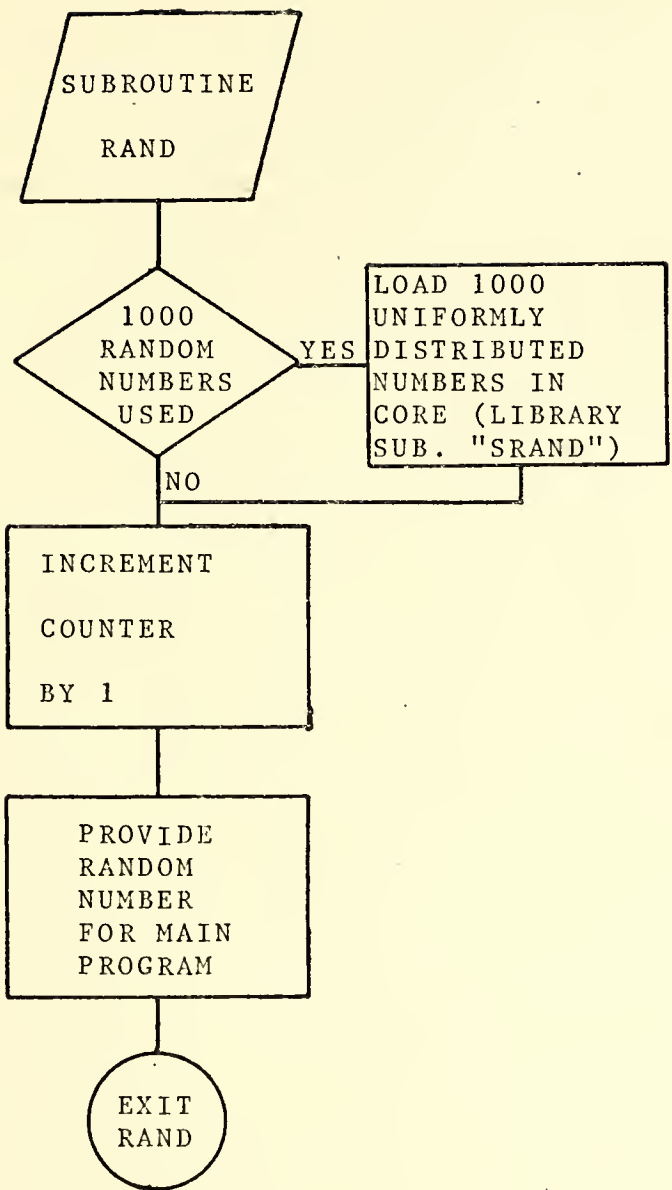 SUBROUTINE
RAND
1000
RANDOM
NUMBERS
USED
YES
LOAD 1000
UNIFORMLY
DISTRIBUTED
NUMBERS IN
CORE (LIBRARY
SUB. "SRAND")
NO
INCREMENT
COUNTER
BY 1
PROVIDE
RANDOM
NUMBER
FOR MAIN
PROGRAM
EXIT
RAND